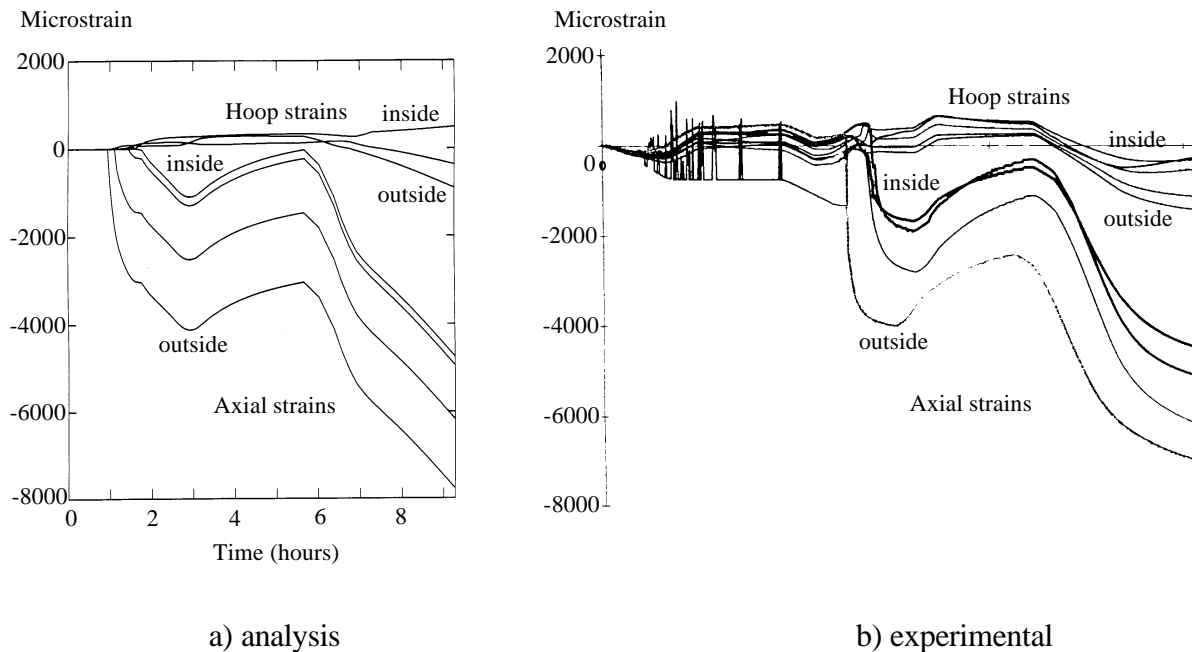 Microstrain
2000
0
-2000
-4000
-6000
-8000
0 2 4 6 8
Time (hours)
Hoop strains
inside
inside
outside
outside
Axial strains
a) analysis
Microstrain
2000
0
0
-2000
-4000
-6000
-8000
Hoop strains
inside
inside
outside
outside
Axial strains
b) experimental